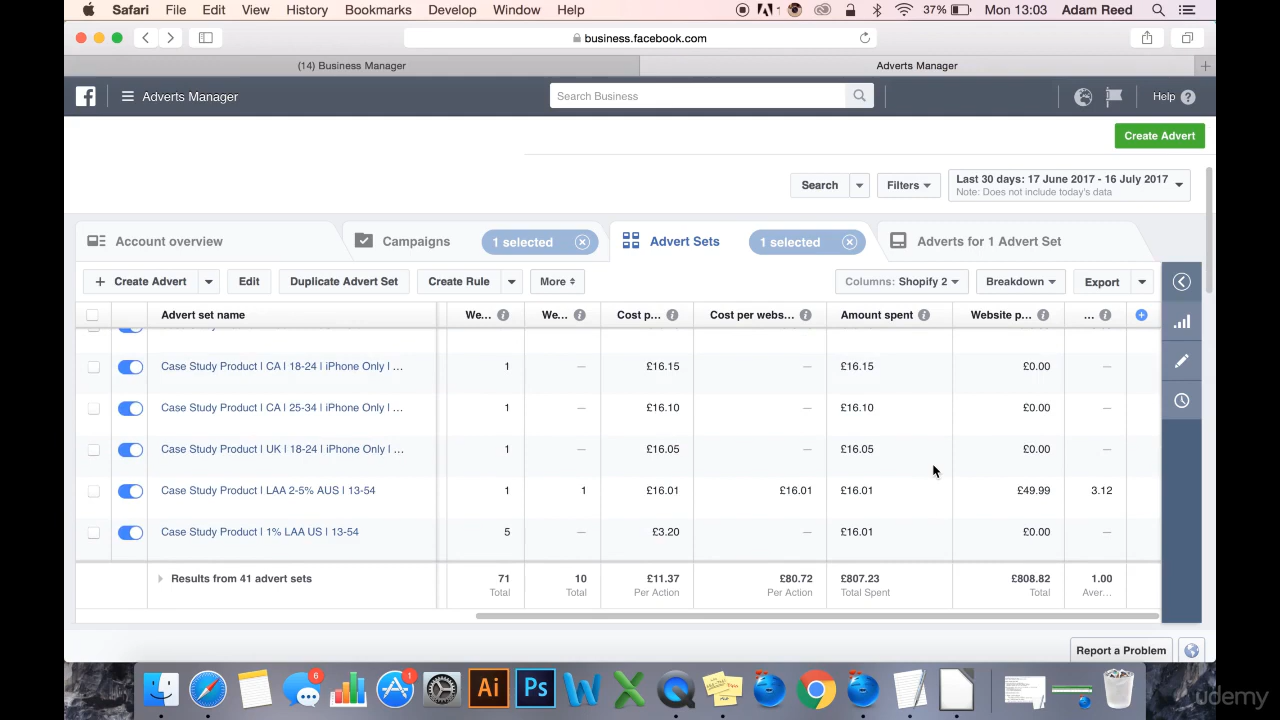 Safari File Edit View History Bookmarks Develop Window Help 37% Mon 13:03 Adam Reed
business.facebook.com
(14) Business Manager Adverts Manager
Adverts Manager Search Business Help
Create Advert
Search Filters Last 30 days: 17 June 2017 - 16 July 2017
Note: Does not include today's data
Account overview Campaigns 1 selected Advert Sets 1 selected Adverts for 1 Advert Set
+ Create Advert Edit Duplicate Advert Set Create Rule More Columns: Shopify 2 Breakdown Export
Advert set name We... We... Cost p... Cost per webs... Amount spent Website p... ...
Case Study Product | CA | 18-24 | iPhone Only | ... 1 — £16.15 — £16.15 £0.00 —
Case Study Product | CA | 25-34 | iPhone Only | ... 1 — £16.10 — £16.10 £0.00 —
Case Study Product | UK | 18-24 | iPhone Only | ... 1 — £16.05 — £16.05 £0.00 —
Case Study Product | LAA 2-5% AUS | 13-54 1 1 £16.01 £16.01 £16.01 £49.99 3.12
Case Study Product | 1% LAA US | 13-54 5 — £3.20 — £16.01 £0.00 —
Results from 41 advert sets 71 10 £11.37 £80.72 £807.23 £808.82 1.00
Total Total Per Action Per Action Total Spent Total Aver...
Report a Problem
6 1 Ai Ps
udemy